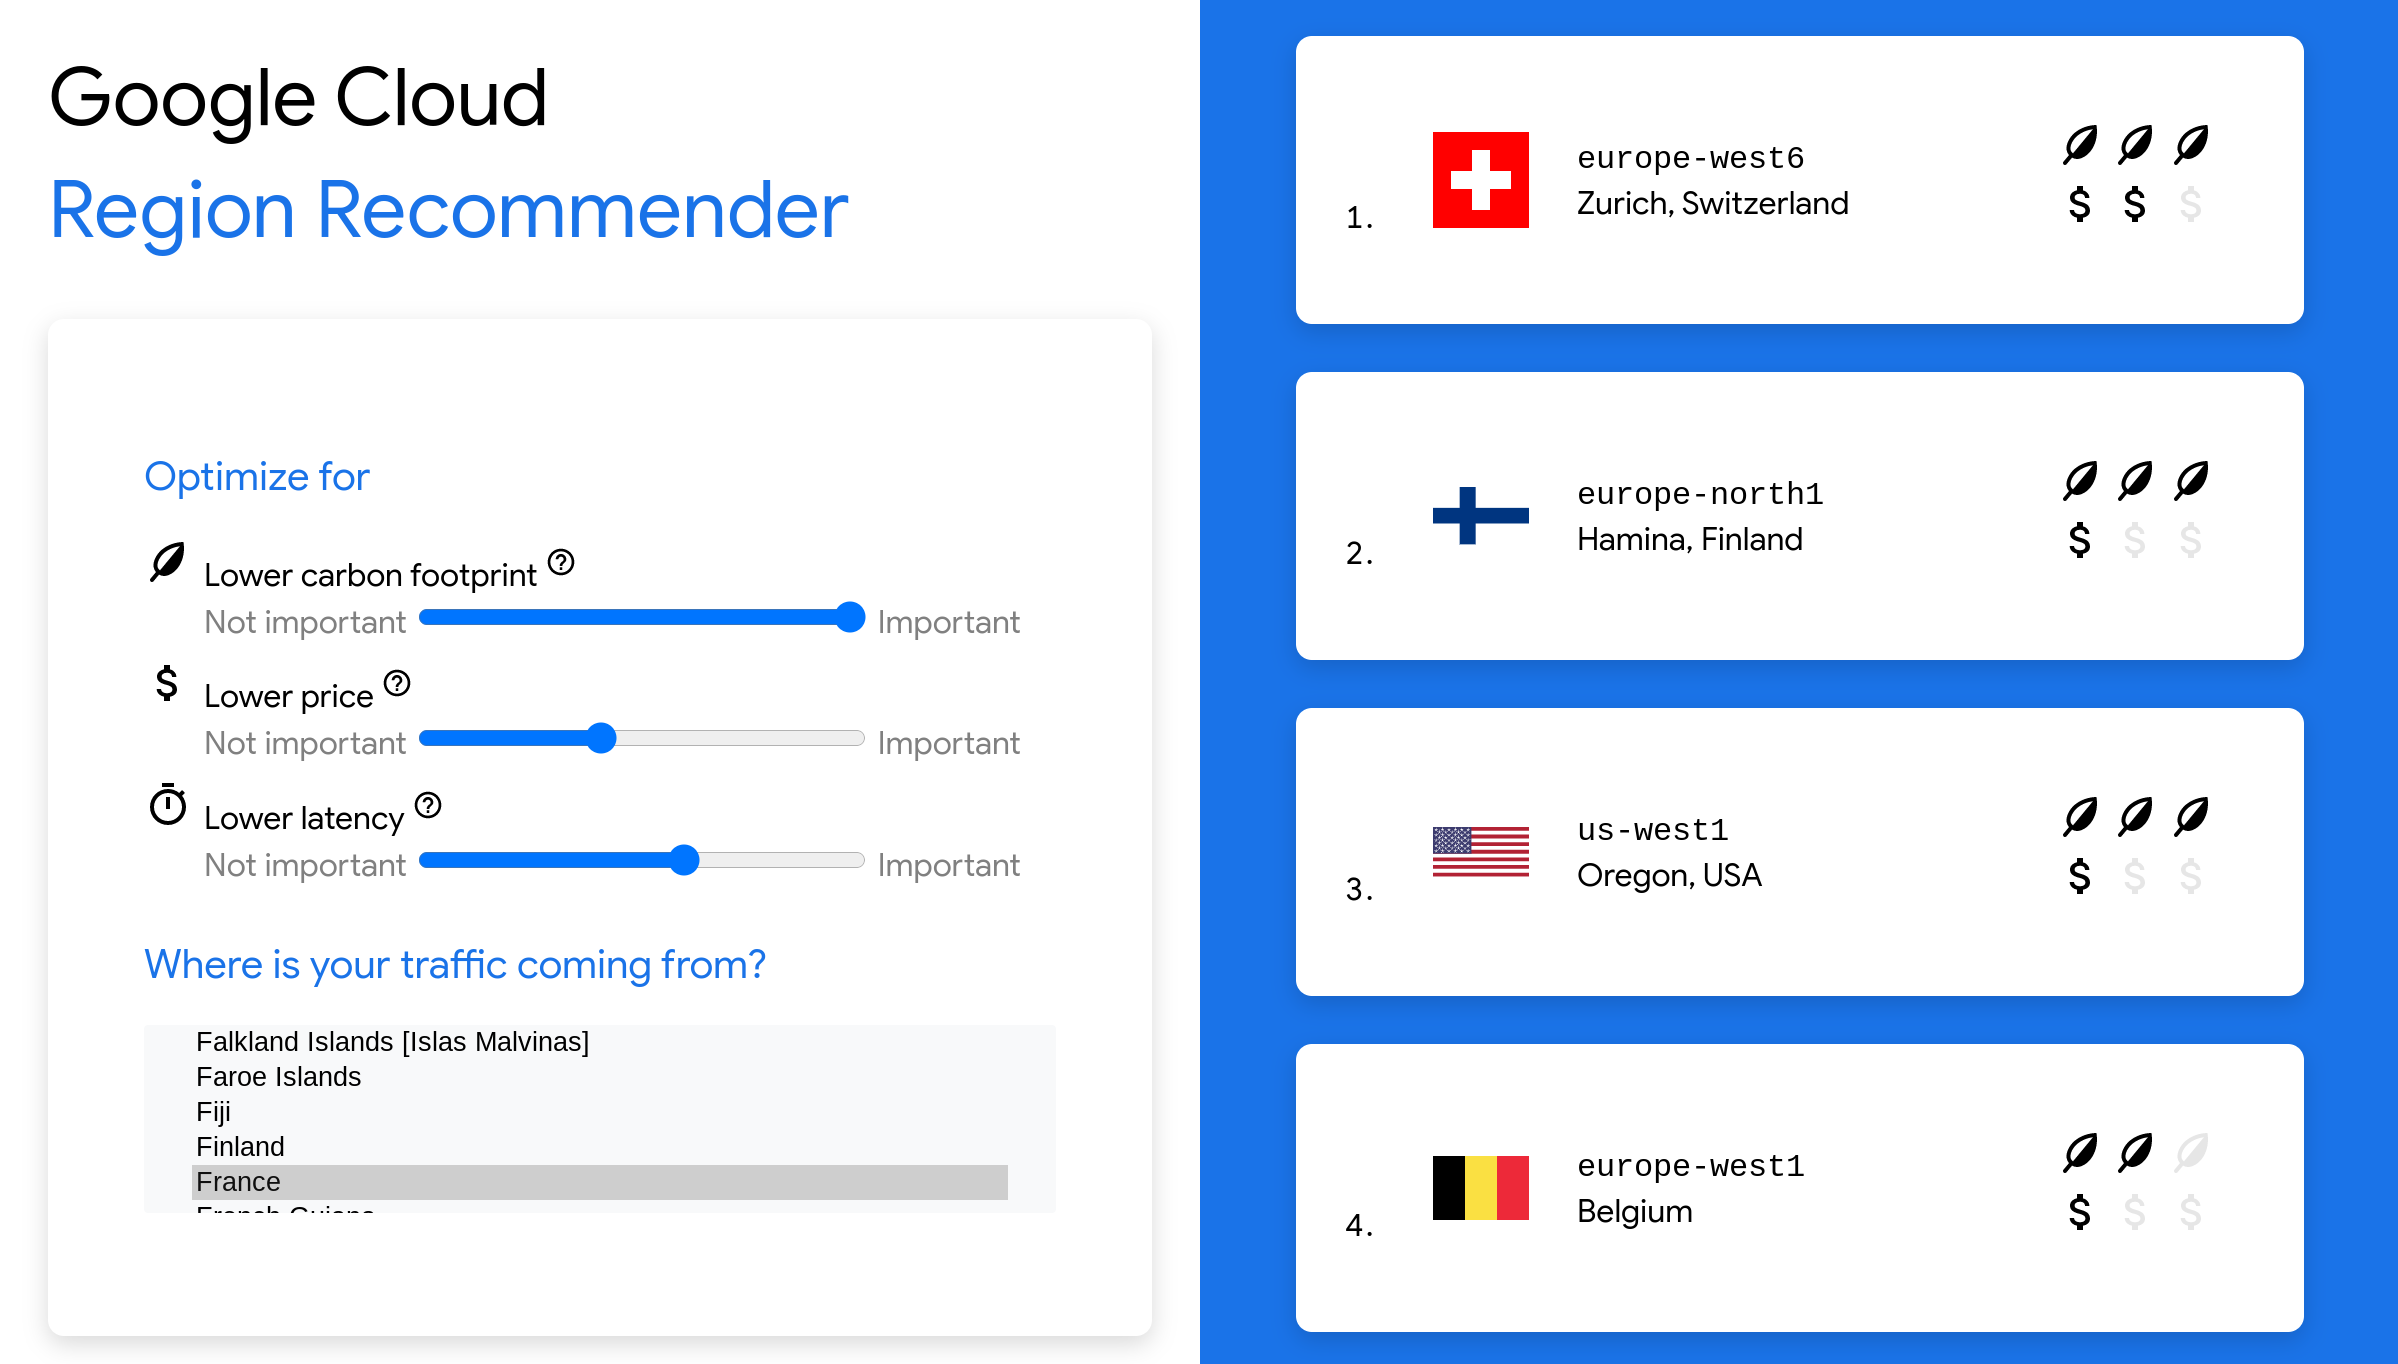 Google Cloud
Region Recommender
Optimize for
Lower carbon footprint ?
Not important Important
$ Lower price ?
Not important Important
Lower latency ?
Not important Important
Where is your traffic coming from?
Falkland Islands [Islas Malvinas]
Faroe Islands
Fiji
Finland
France
1.
europe-west6
Zurich, Switzerland
$ $ $
2.
europe-north1
Hamina, Finland
$ $ $
3.
us-west1
Oregon, USA
$ $ $
4.
europe-west1
Belgium
$ $ $